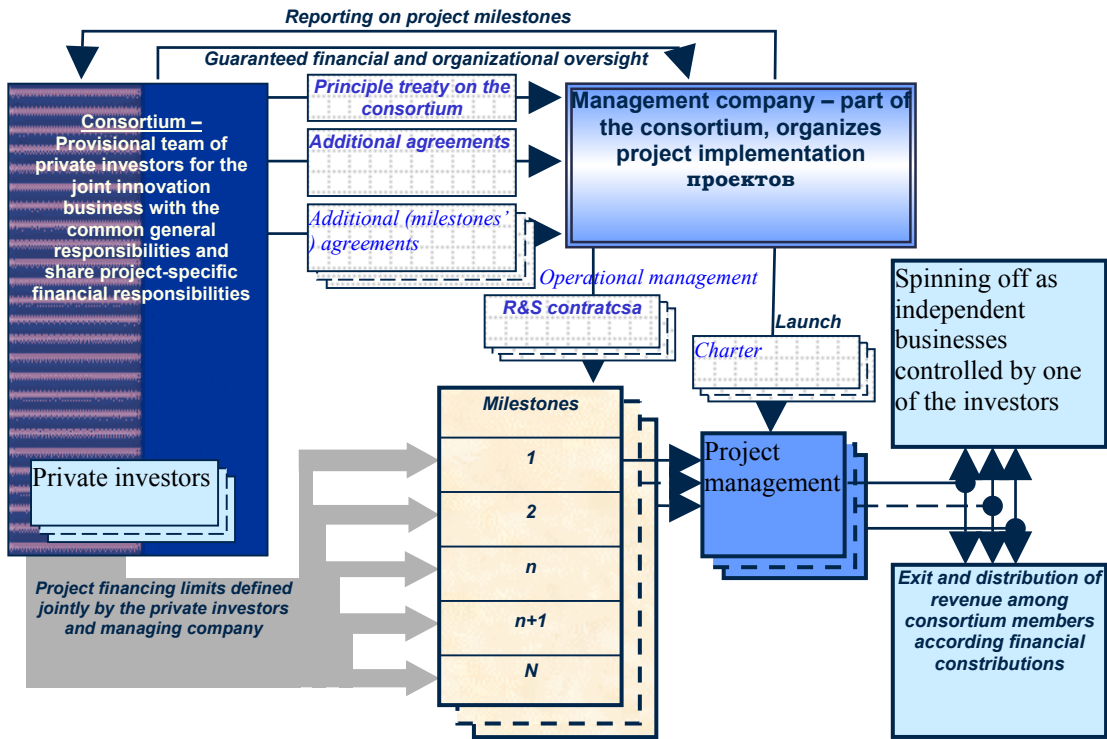 Reporting on project milestones
Guaranteed financial and organizational oversight
Consortium –
Provisional team of
private investors for the
joint innovation
business with the
common general
responsibilities and
share project-specific
financial responsibilities
Private investors
Principle treaty on the
consortium
Additional agreements
Additional (milestones’
) agreements
Management company – part of
the consortium, organizes
project implementation
проектов
Operational management
R&S contratcsa
Launch
Charter
Milestones
1
2
n
n+1
N
Project
management
Spinning off as
independent
businesses
controlled by one
of the investors
Exit and distribution of
revenue among
consortium members
according financial
constributions
Project financing limits defined
jointly by the private investors
and managing company